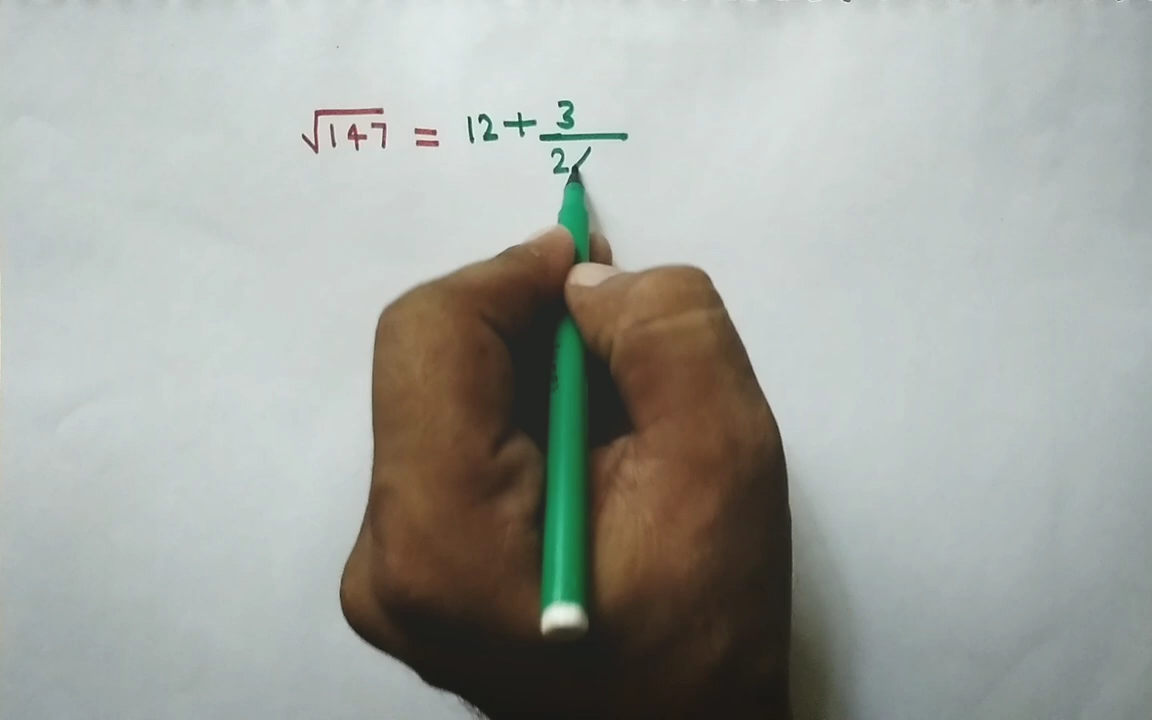 √147 = 12 + 3
2